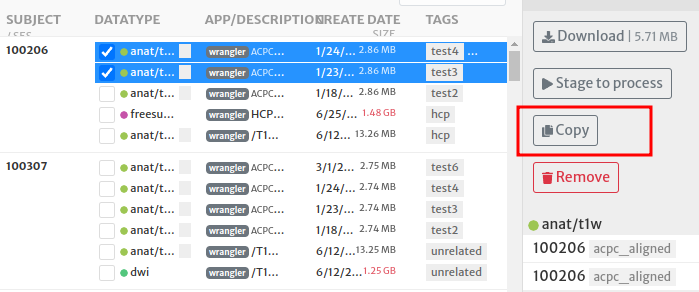 SUBJECT DATATYPE APP/DESCRIPTION CREATE DATE TAGS
/ SES SIZE
100206 anat/t... wrangler ACPC... 1/24/... 2.86 MB test4 ...
anat/t... wrangler ACPC... 1/23/... 2.86 MB test3
anat/t... wrangler ACPC... 1/18/... 2.86 MB test2
freesu... wrangler HCP... 6/25/... 1.48 GB hcp
anat/t... wrangler /T1... 6/12... 13.26 MB hcp
100307 anat/t... wrangler ACPC... 3/1/2... 2.75 MB test6
anat/t... wrangler ACPC... 1/24/... 2.74 MB test4
anat/t... wrangler ACPC... 1/23/... 2.74 MB test3
anat/t... wrangler ACPC... 1/18/... 2.74 MB test2
anat/t... wrangler /T1... 6/12/... 13.25 MB unrelated
dwi wrangler /T1... 6/12/2... 1.25 GB unrelated
Download | 5.71 MB
Stage to process
Copy
Remove
anat/t1w
100206 acpc_aligned
100206 acpc_aligned